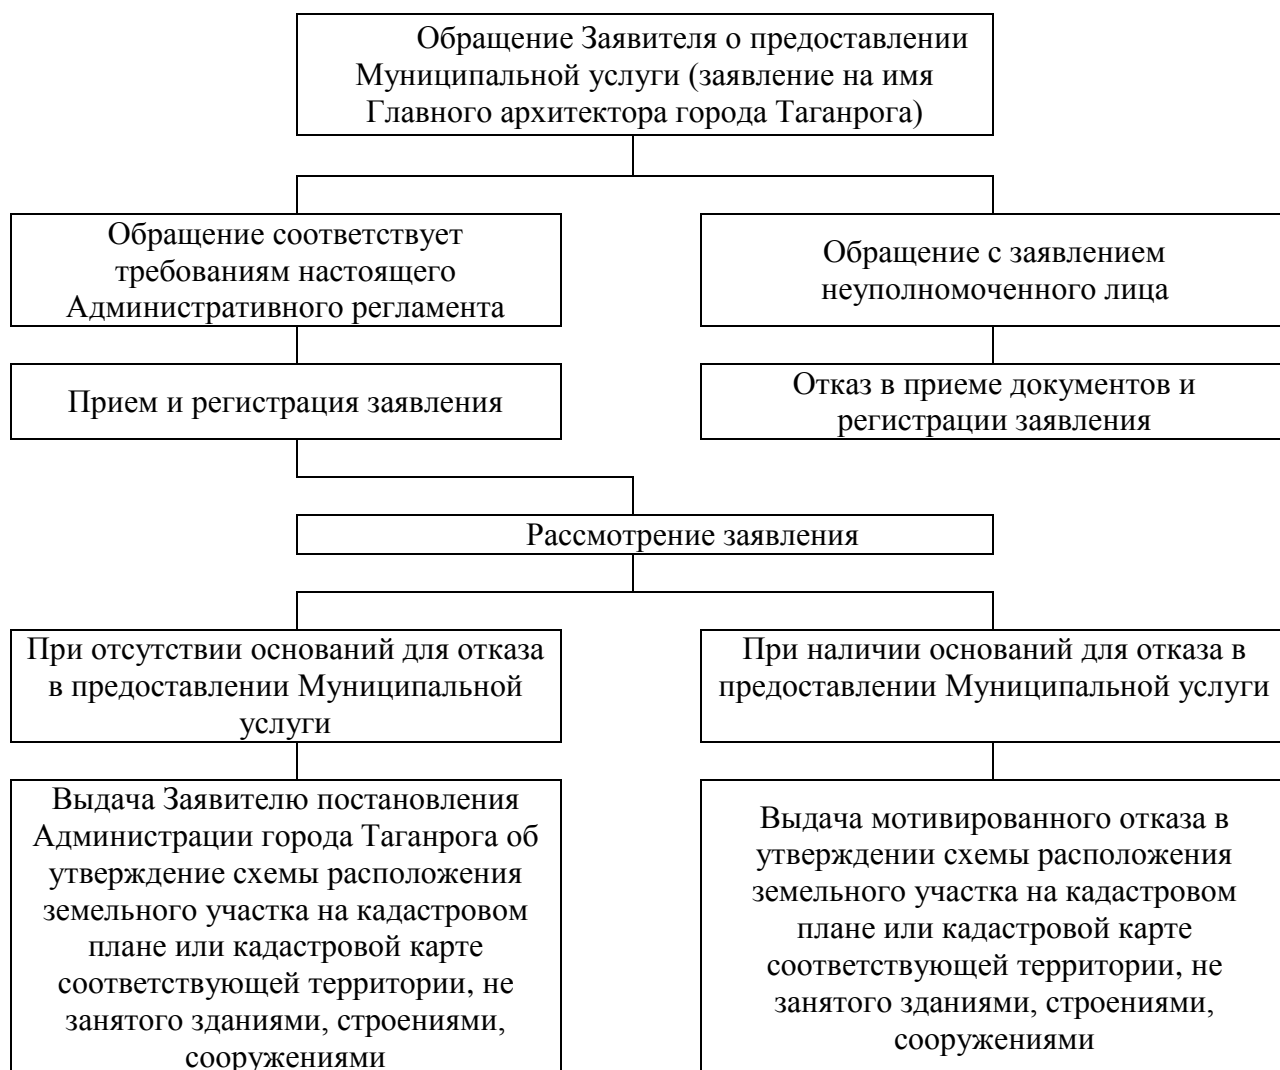 Обращение Заявителя о предоставлении
Муниципальной услуги (заявление на имя
Главного архитектора города Таганрога)
Обращение соответствует
требованиям настоящего
Административного регламента
Обращение с заявлением
неуполномоченного лица
Прием и регистрация заявления
Отказ в приеме документов и
регистрации заявления
Рассмотрение заявления
При отсутствии оснований для отказа
в предоставлении Муниципальной
услуги
При наличии оснований для отказа в
предоставлении Муниципальной услуги
Выдача Заявителю постановления
Администрации города Таганрога об
утверждение схемы расположения
земельного участка на кадастровом
плане или кадастровой карте
соответствующей территории, не
занятого зданиями, строениями,
сооружениями
Выдача мотивированного отказа в
утверждении схемы расположения
земельного участка на кадастровом
плане или кадастровой карте
соответствующей территории, не
занятого зданиями, строениями,
сооружениями